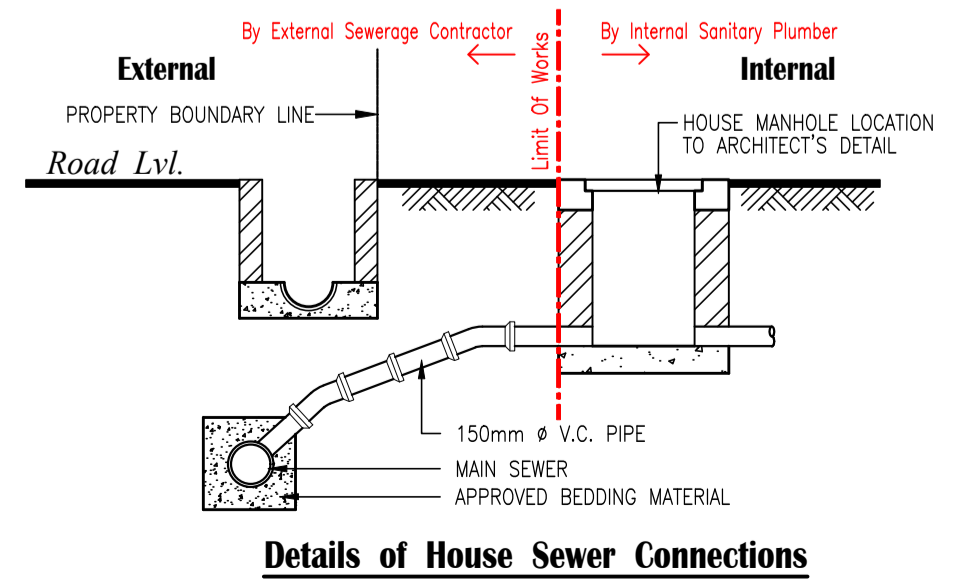 By External Sewerage Contractor
By Internal Sanitary Plumber
External
Limit Of Works
Internal
PROPERTY BOUNDARY LINE
HOUSE MANHOLE LOCATION
TO ARCHITECT'S DETAIL
Road Lvl.
150mm ø V.C. PIPE
MAIN SEWER
APPROVED BEDDING MATERIAL
Details of House Sewer Connections